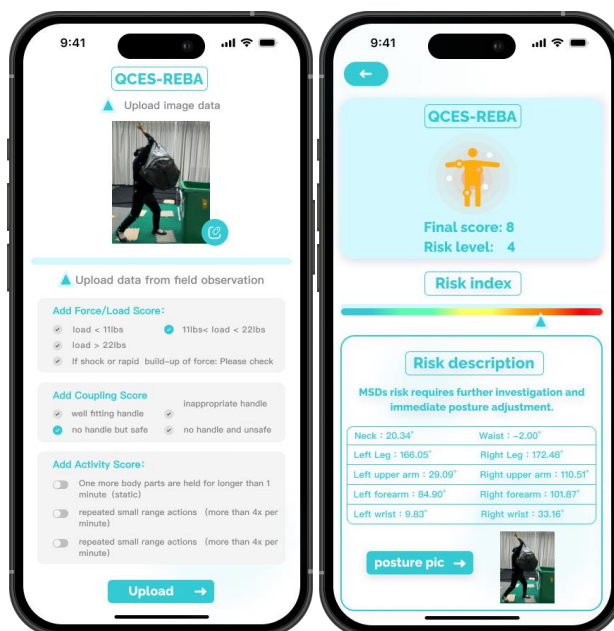 9:41
QCES-REBA
Upload image data
Upload data from field observation
Add Force/Load Score:
load < 11lbs
11lbs< load < 22lbs
load > 22lbs
If shock or rapid build-up of force: Please check
Add Coupling Score
well fitting handle
inappropriate handle
no handle but safe
no handle and unsafe
Add Activity Score:
One more body parts are held for longer than 1
minute (static)
repeated small range actions (more than 4x per
minute)
repeated small range actions (more than 4x per
minute)
Upload →
9:41
←
QCES-REBA
Final score: 8
Risk level: 4
Risk index
Risk description
MSDs risk requires further investigation and
immediate posture adjustment.
Neck : 20.34° Waist : -2.00°
Left Leg : 166.05° Right Leg : 172.48°
Left upper arm : 29.09° Right upper arm : 110.51°
Left forearm : 84.90° Right forearm : 101.87°
Left wrist : 9.83° Right wrist : 33.16°
posture pic →